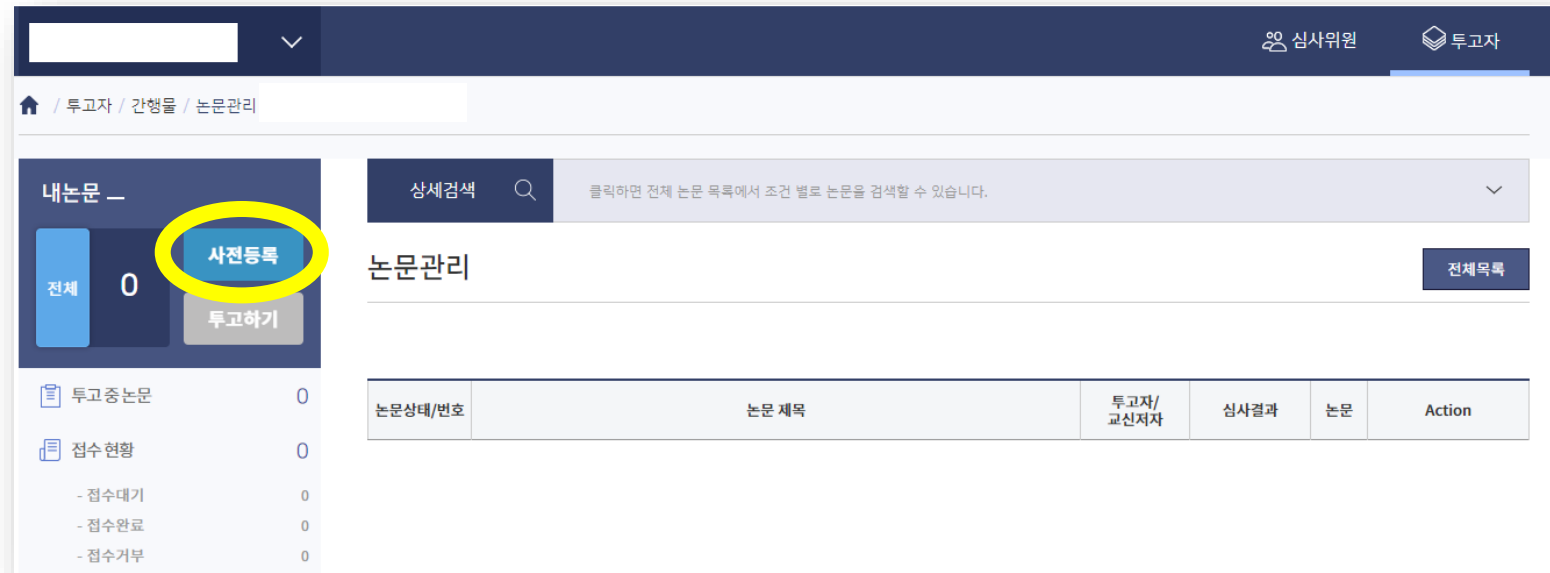 심사위원
투고자
/ 투고자 / 간행물 / 논문관리
내논문
상세검색
클릭하면 전체 논문 목록에서 조건 별로 논문을 검색할 수 있습니다.
전체
0
사전등록
투고하기
논문관리
전체목록
투고중논문 0
접수현황 0
- 접수대기 0
- 접수완료 0
- 접수거부 0
논문상태/번호
논문 제목
투고자/
교신저자
심사결과
논문
Action